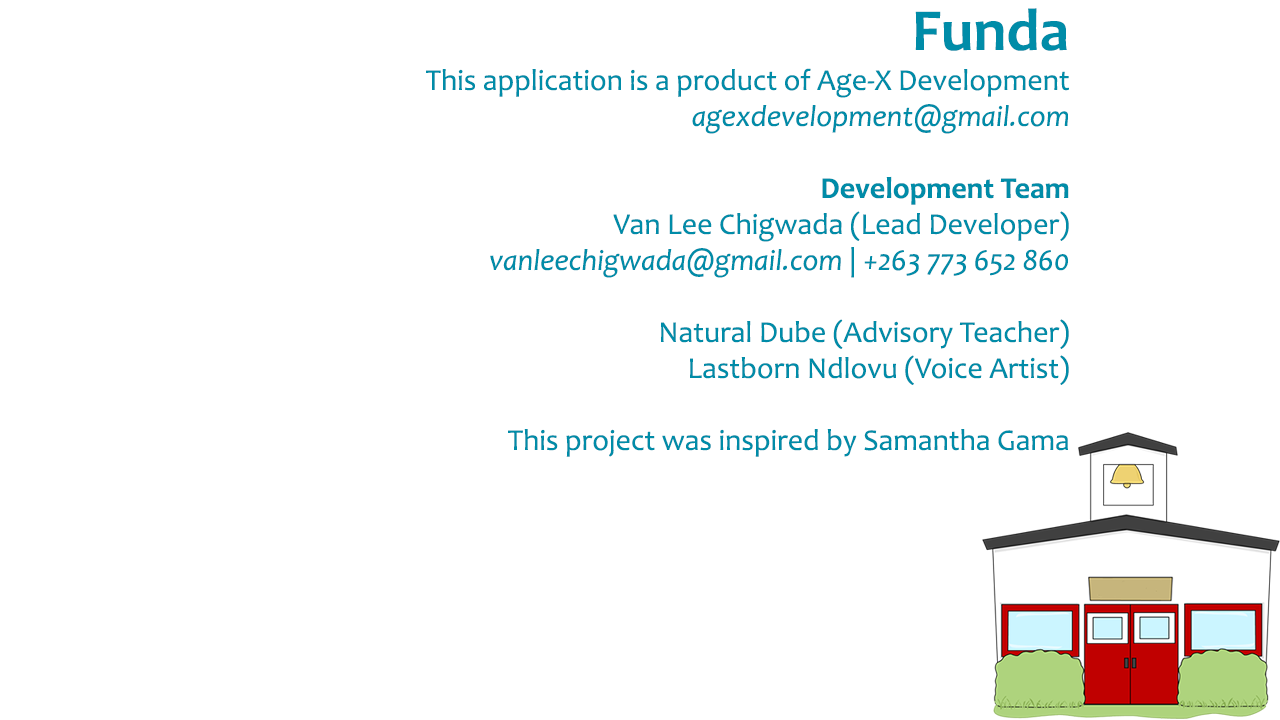 Funda
This application is a product of Age-X Development
agexdevelopment@gmail.com
Development Team
Van Lee Chigwada (Lead Developer)
vanleechigwada@gmail.com | +263 773 652 860
Natural Dube (Advisory Teacher)
Lastborn Ndlovu (Voice Artist)
This project was inspired by Samantha Gama